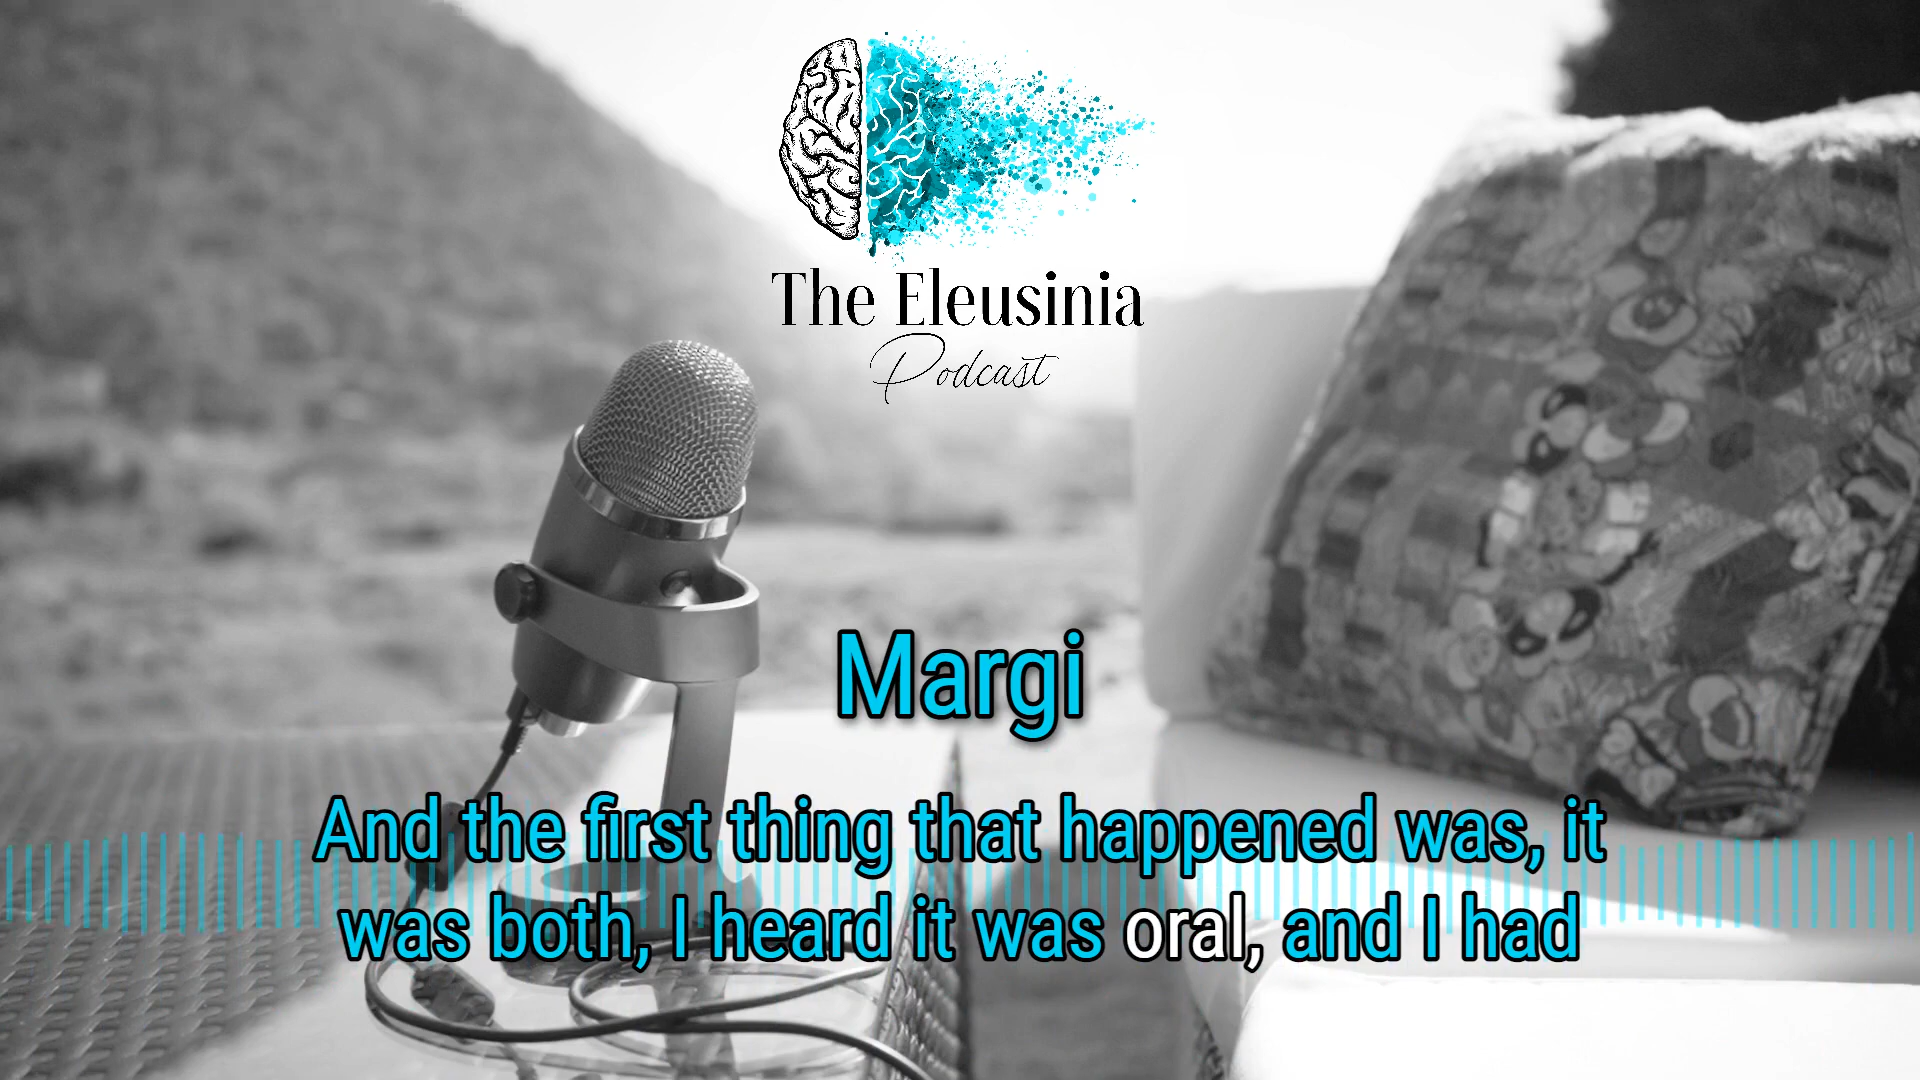 The Eleusinia
Podcast
Margi
And the first thing that happened was, it
was both, I heard it was oral, and I had